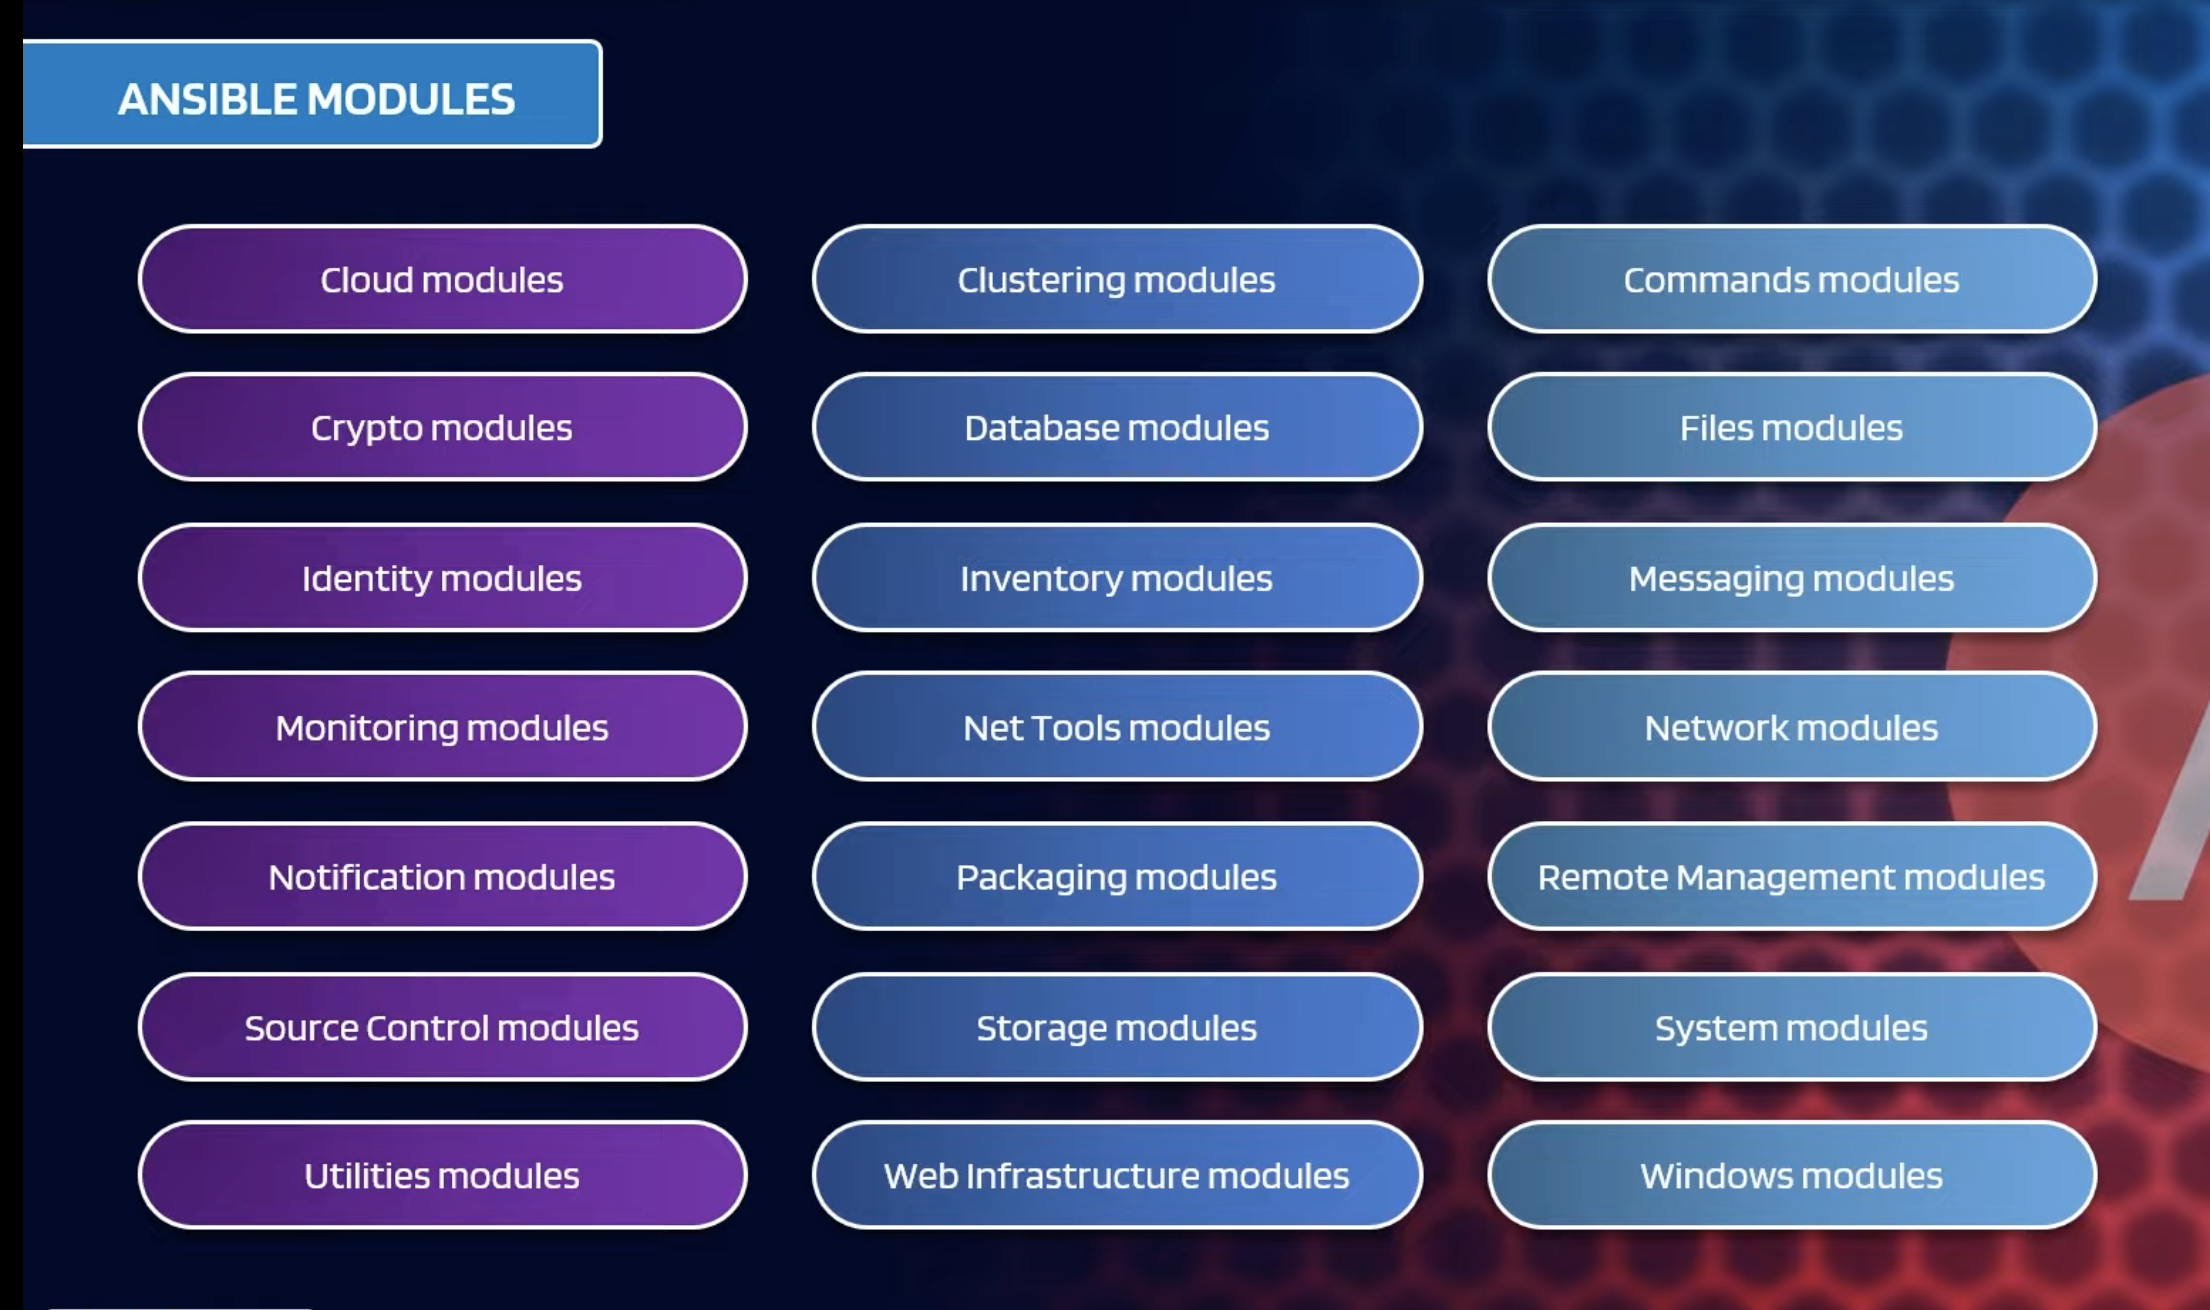 ANSIBLE MODULES
Cloud modules
Clustering modules
Commands modules
Crypto modules
Database modules
Files modules
Identity modules
Inventory modules
Messaging modules
Monitoring modules
Net Tools modules
Network modules
Notification modules
Packaging modules
Remote Management modules
Source Control modules
Storage modules
System modules
Utilities modules
Web Infrastructure modules
Windows modules